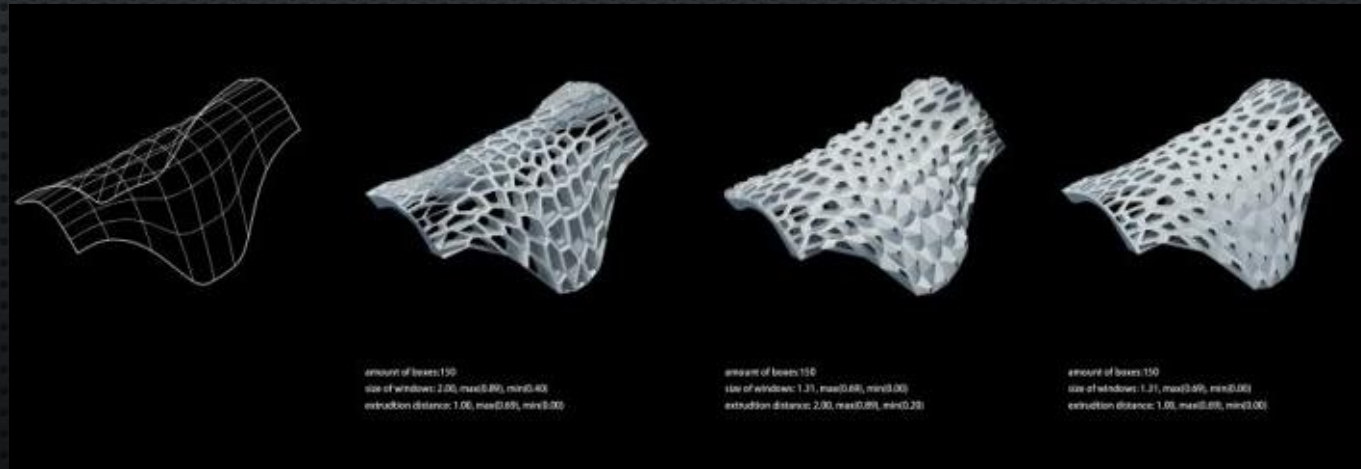 amount of boxes:150
size of windows: 2.00, max(0.89), min(0.40)
extrudtion distance: 1.00, max(0.69), min(0.00)
amount of boxes:150
size of windows: 1.31, max(0.69), min(0.00)
extrudtion distance: 2.00, max(0.89), min(0.20)
amount of boxes:150
size of windows: 1.31, max(0.69), min(0.00)
extrudtion distance: 1.00, max(0.69), min(0.00)